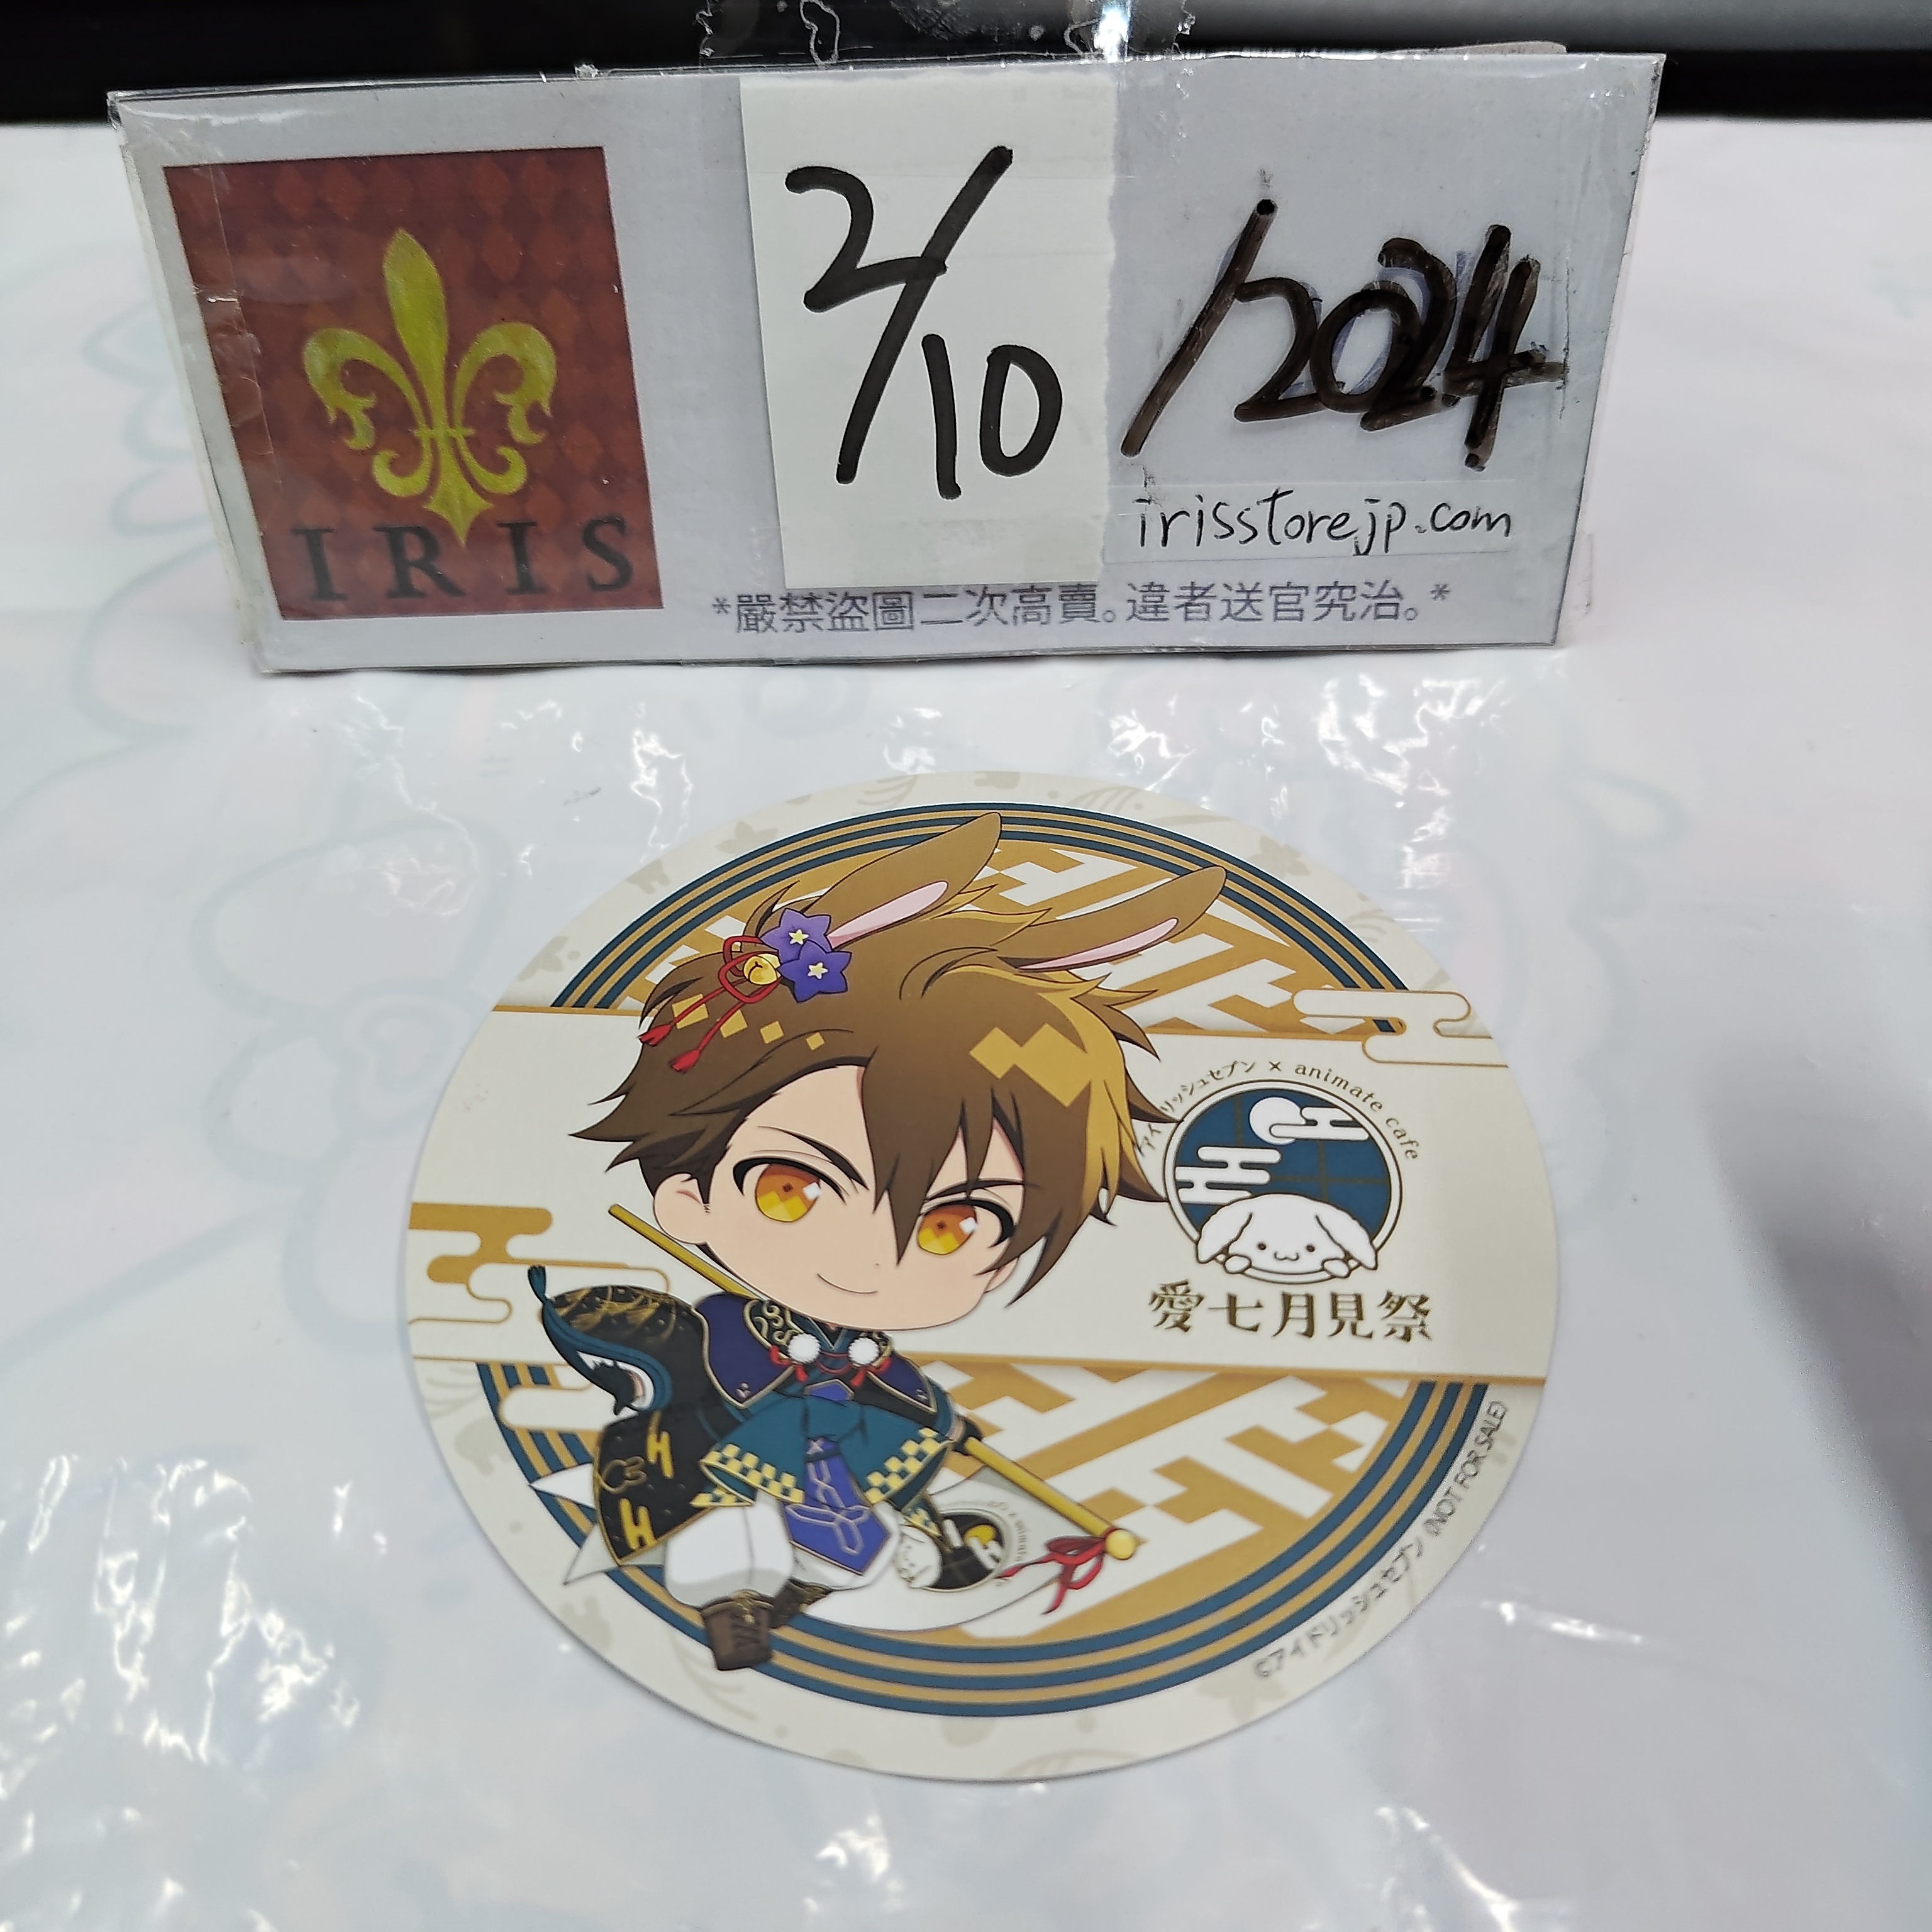 2/10
/2024
IRIS
irisstorejp.com
*嚴禁盜圖二次高賣。違者送官究治。*
アイドリッシュセブン × animate cafe
愛七月見祭
©アイドリッシュセブン (NOT FOR SALE)